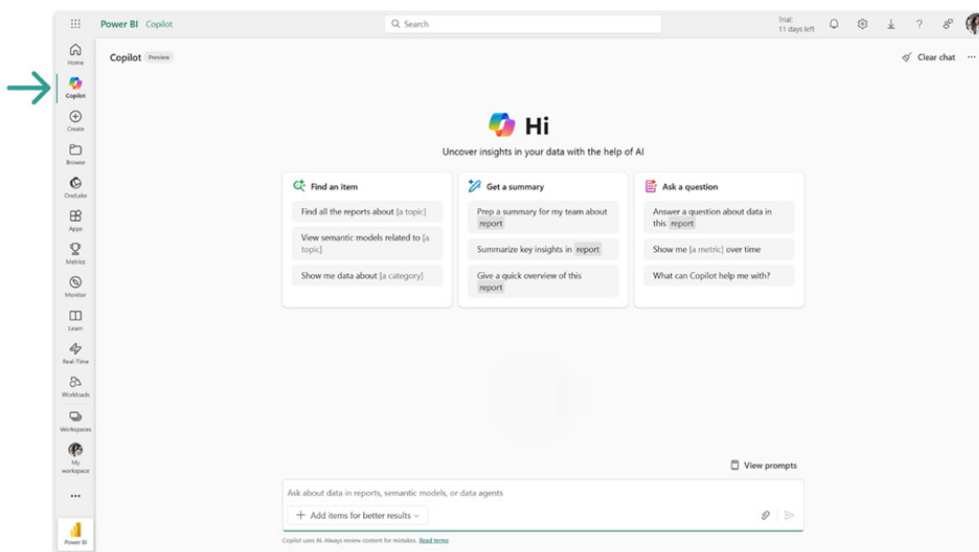 Power BI Copilot
Search
Trial:
11 days left
Home
Copilot
Create
Browse
OneLake
Apps
Metrics
Monitor
Learn
Real-Time
Workloads
Workspaces
My
workspace
Power BI
Copilot Preview
Clear chat
Hi
Uncover insights in your data with the help of AI
Find an item
Find all the reports about [a topic]
View semantic models related to [a
topic]
Show me data about [a category]
Get a summary
Prep a summary for my team about
report
Summarize key insights in report
Give a quick overview of this
report
Ask a question
Answer a question about data in
this report
Show me [a metric] over time
What can Copilot help me with?
View prompts
Ask about data in reports, semantic models, or data agents
Add items for better results
Copilot uses AI. Always review content for mistakes. Read terms